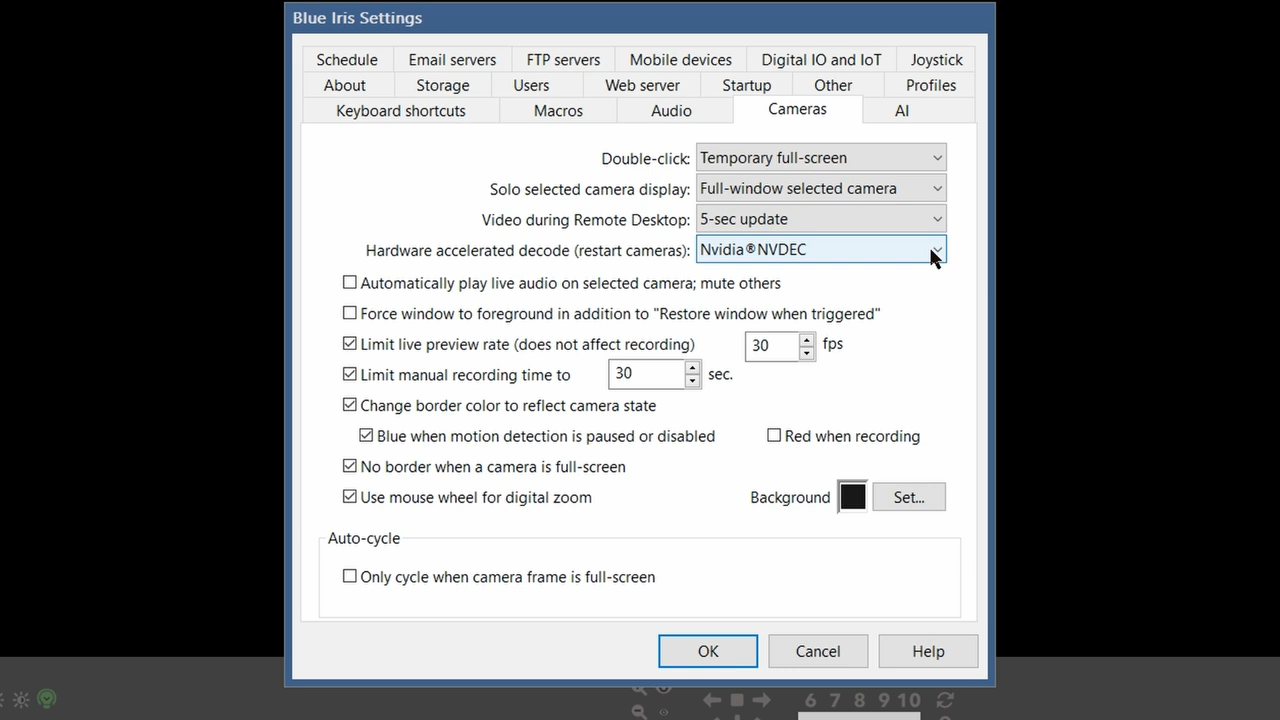 Blue Iris Settings
Schedule Email servers FTP servers Mobile devices Digital IO and IoT Joystick
About Storage Users Web server Startup Other Profiles
Keyboard shortcuts Macros Audio Cameras AI
Double-click: Temporary full-screen
Solo selected camera display: Full-window selected camera
Video during Remote Desktop: 5-sec update
Hardware accelerated decode (restart cameras): Nvidia®NVDEC
Automatically play live audio on selected camera; mute others
Force window to foreground in addition to "Restore window when triggered"
Limit live preview rate (does not affect recording) 30 fps
Limit manual recording time to 30 sec.
Change border color to reflect camera state
Blue when motion detection is paused or disabled Red when recording
No border when a camera is full-screen
Use mouse wheel for digital zoom Background Set...
Auto-cycle
Only cycle when camera frame is full-screen
OK Cancel Help
6 7 8 9 10